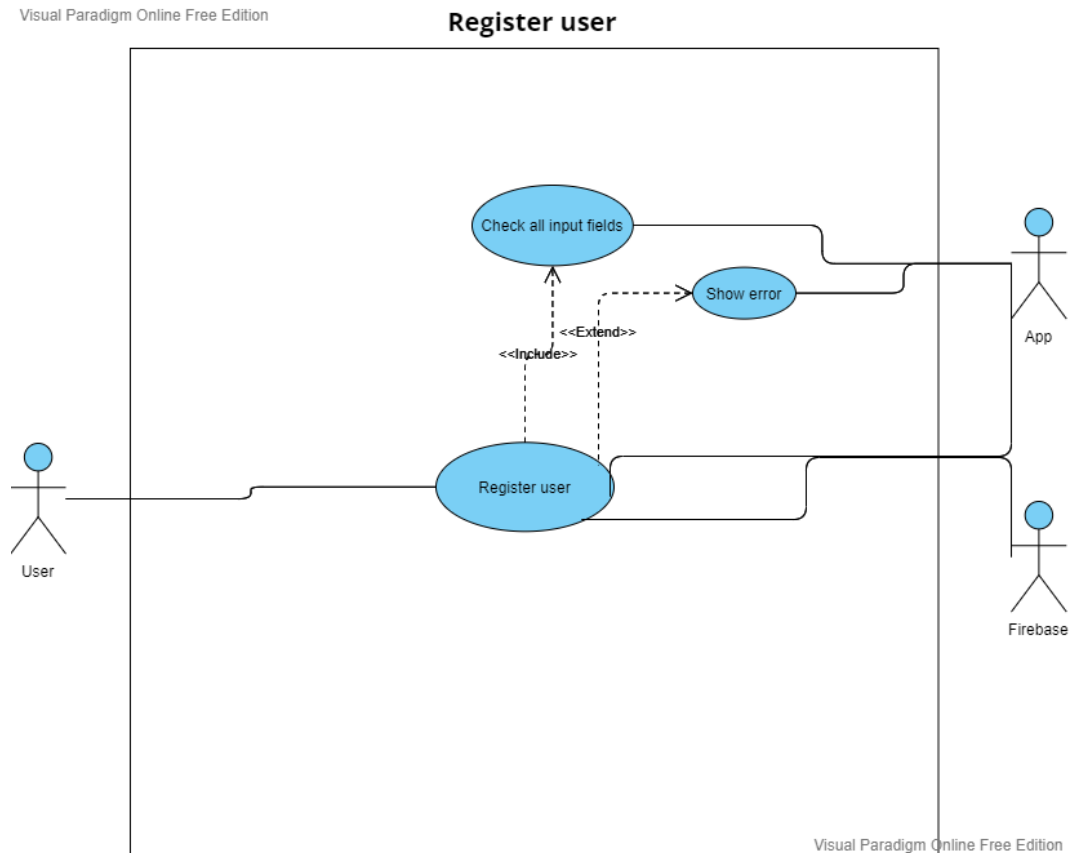 Visual Paradigm Online Free Edition
Register user
Check all input fields
Show error
<<Extend>>
<<Include>>
App
Register user
User
Firebase
Visual Paradigm Online Free Edition